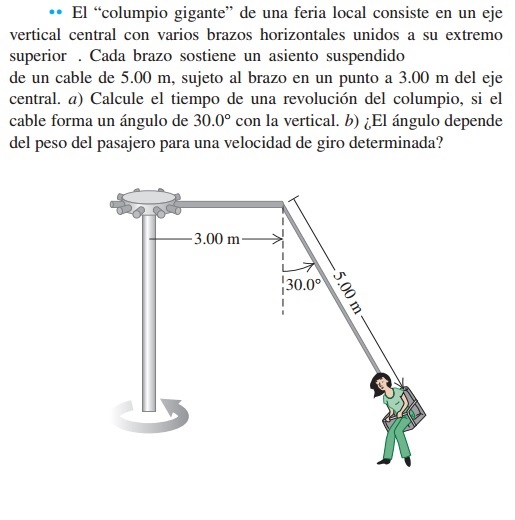 •• El “columpio gigante” de una feria local consiste en un eje
vertical central con varios brazos horizontales unidos a su extremo
superior . Cada brazo sostiene un asiento suspendido
de un cable de 5.00 m, sujeto al brazo en un punto a 3.00 m del eje
central. a) Calcule el tiempo de una revolución del columpio, si el
cable forma un ángulo de 30.0° con la vertical. b) ¿El ángulo depende
del peso del pasajero para una velocidad de giro determinada?
3.00 m
30.0°
5.00 m